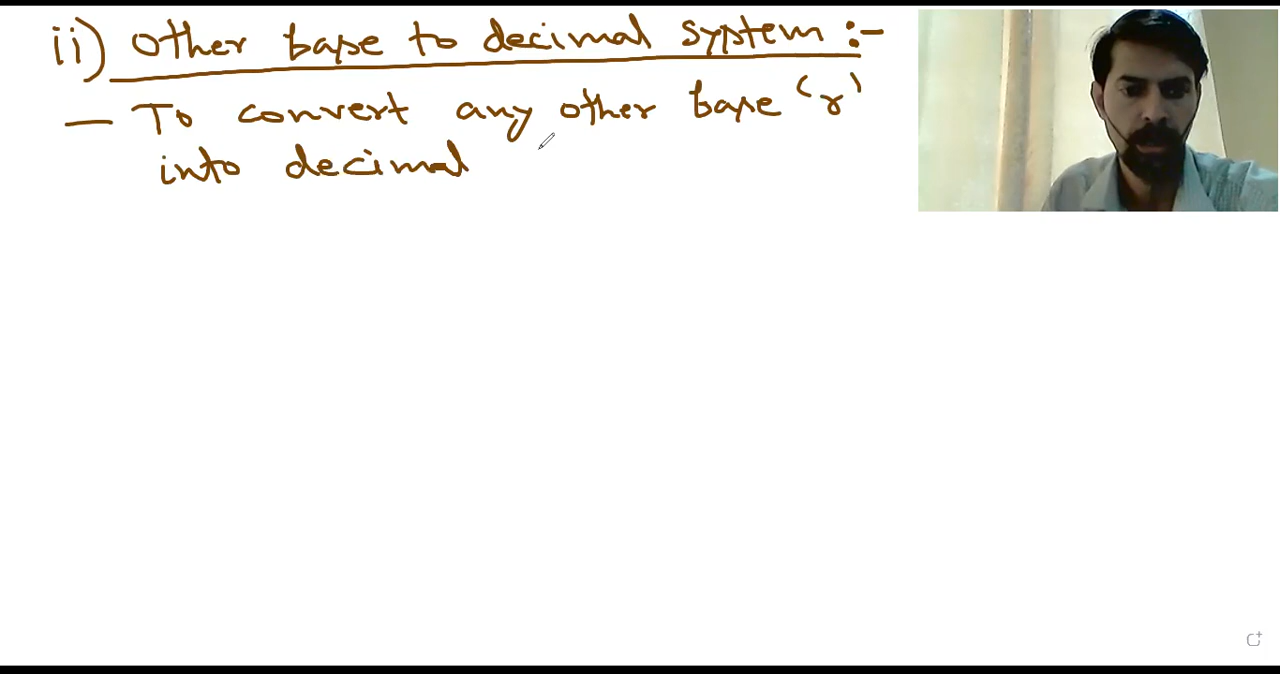 ii) Other base to decimal system :-
— To convert any other base ‘r’
into decimal